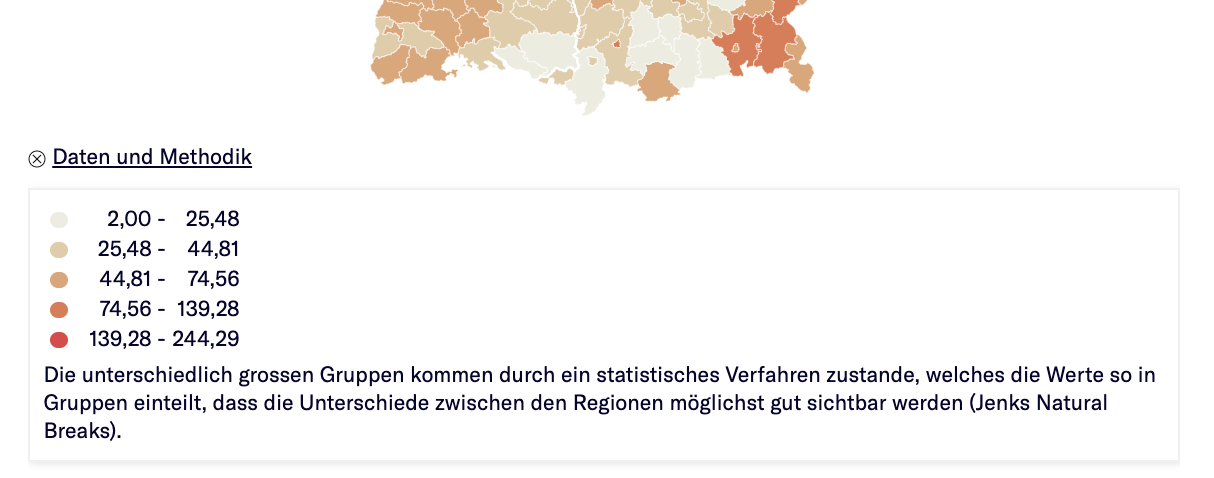 Daten und Methodik
2,00 - 25,48
25,48 - 44,81
44,81 - 74,56
74,56 - 139,28
139,28 - 244,29
Die unterschiedlich grossen Gruppen kommen durch ein statistisches Verfahren zustande, welches die Werte so in
Gruppen einteilt, dass die Unterschiede zwischen den Regionen möglichst gut sichtbar werden (Jenks Natural
Breaks).